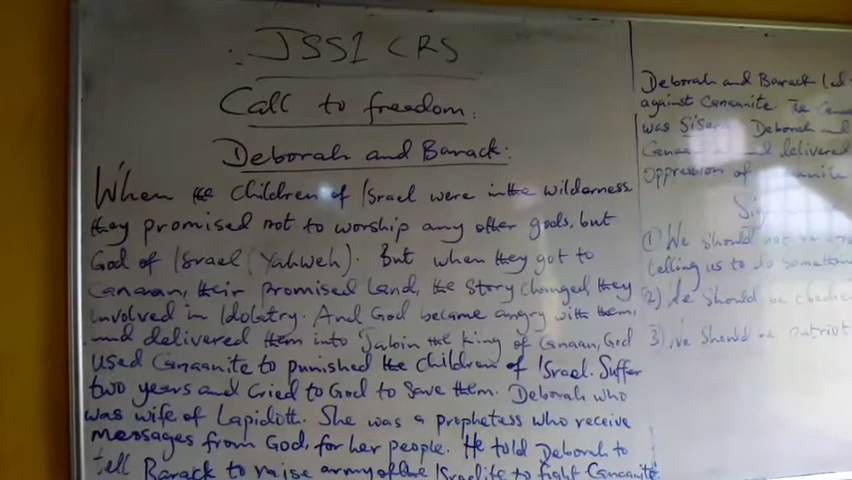 JSS1 CRS
Call to freedom.
Deborah and Barack:
When the children of Israel were in the wilderness
they promised not to worship any other gods, but
God of Israel (Yahweh). But when they got to
Canaan, their promised Land, the story changed, they
involved in Idolatry. And God became angry with them,
and delivered them into Jabin the king of Canaan, God
used Canaanite to punished the children of Israel. Suffer
two years and cried to God to save them. Deborah who
was wife of Lapidoth. She was a prophetess who receive
messages from God, for her people. He told Deborah to
tell Barack to raise army of the Israelite to fight Canaanite.
Deborah and Barack led
against Canaanite The
was Sisera Deborah and
and delivered
Oppression of
1) We should
telling us to do
2) We should be
3) We should